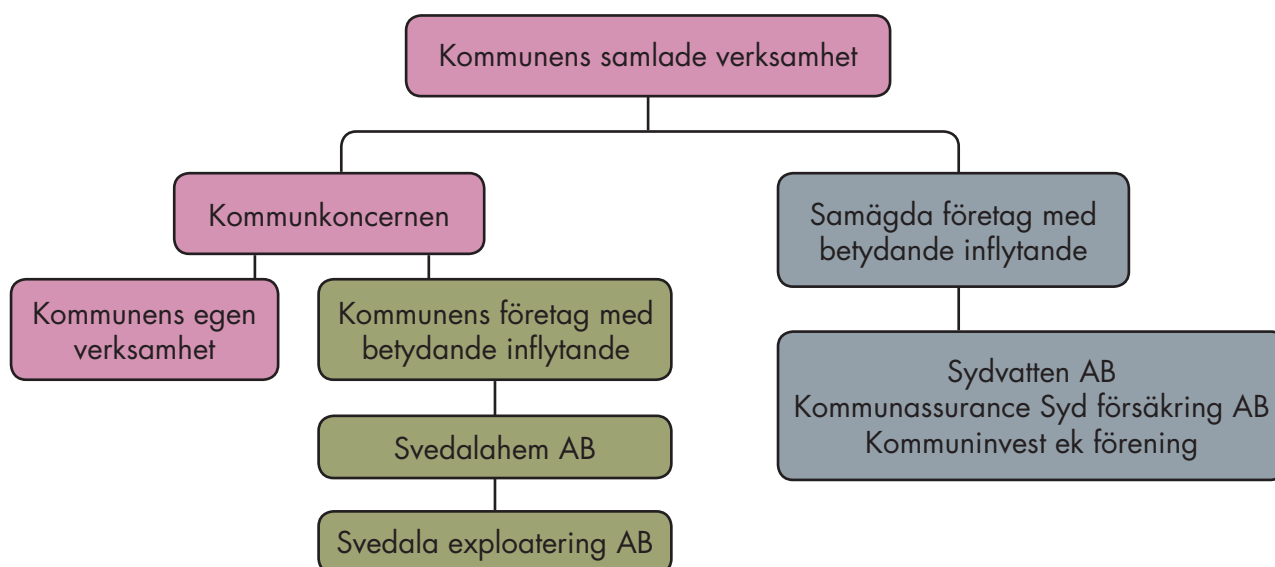 Kommunens samlade verksamhet
Kommunkoncernen
Samägda företag med
betydande inflytande
Kommunens egen
verksamhet
Kommunens företag med
betydande inflytande
Sydvatten AB
Kommunassurance Syd försäkring AB
Kommuninvest ek förening
Svedalahem AB
Svedala exploatering AB